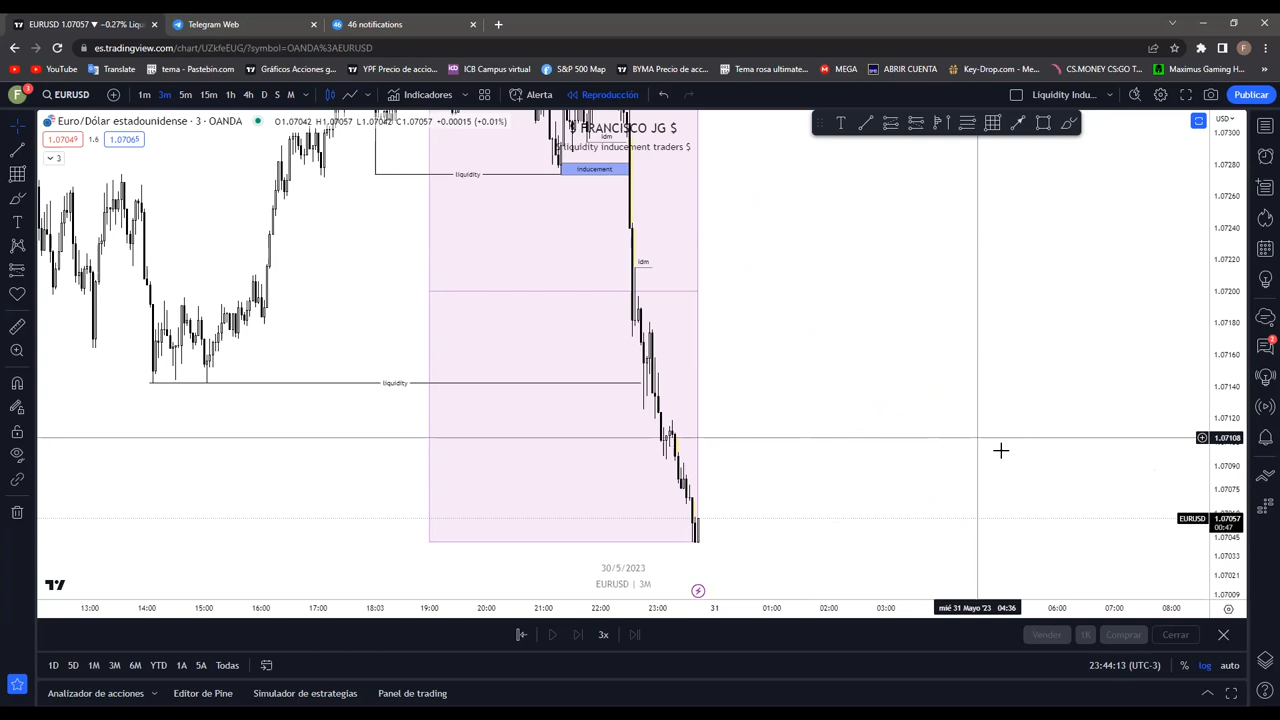 EURUSD 1.07057 ▼ −0.27% Liqui
Telegram Web
46 notifications
es.tradingview.com/chart/UZkfeEUG/?symbol=OANDA%3AEURUSD
YouTube
Translate
tema - Pastebin.com
Gráficos Acciones g...
YPF Precio de accio...
ICB Campus virtual
S&P 500 Map
BYMA Precio de acc...
Tema rosa ultimate...
MEGA
ABRIR CUENTA
Key-Drop.com - Me...
CS.MONEY CS:GO T...
Maximus Gaming H...
F
3
EURUSD
1m
3m
5m
15m
1h
4h
D
S
M
Indicadores
Alerta
Reproducción
Liquidity Indu...
Publicar
Euro/Dólar estadounidense · 3 · OANDA
O1.07042 H1.07057 L1.07042 C1.07057 +0.00015 (+0.01%)
1.07049
1.6
1.07065
3
$ FRANCISCO JG $
idm
liquidity inducement traders $
inducement
liquidity
idm
liquidity
30/5/2023
EURUSD | 3M
USD
1.07300
1.07280
1.07260
1.07240
1.07220
1.07200
1.07180
1.07160
1.07140
1.07120
1.07108
1.07090
1.07075
EURUSD
1.07057
00:47
1.07045
1.07033
1.07021
1.07009
13:00
14:00
15:00
16:00
17:00
18:03
19:00
20:00
21:00
22:00
23:00
31
01:00
02:00
03:00
mié 31 Mayo '23 04:36
06:00
07:00
08:00
3x
Vender
1K
Comprar
Cerrar
1D
5D
1M
3M
6M
YTD
1A
5A
Todas
23:44:13 (UTC-3)
%
log
auto
Analizador de acciones
Editor de Pine
Simulador de estrategias
Panel de trading